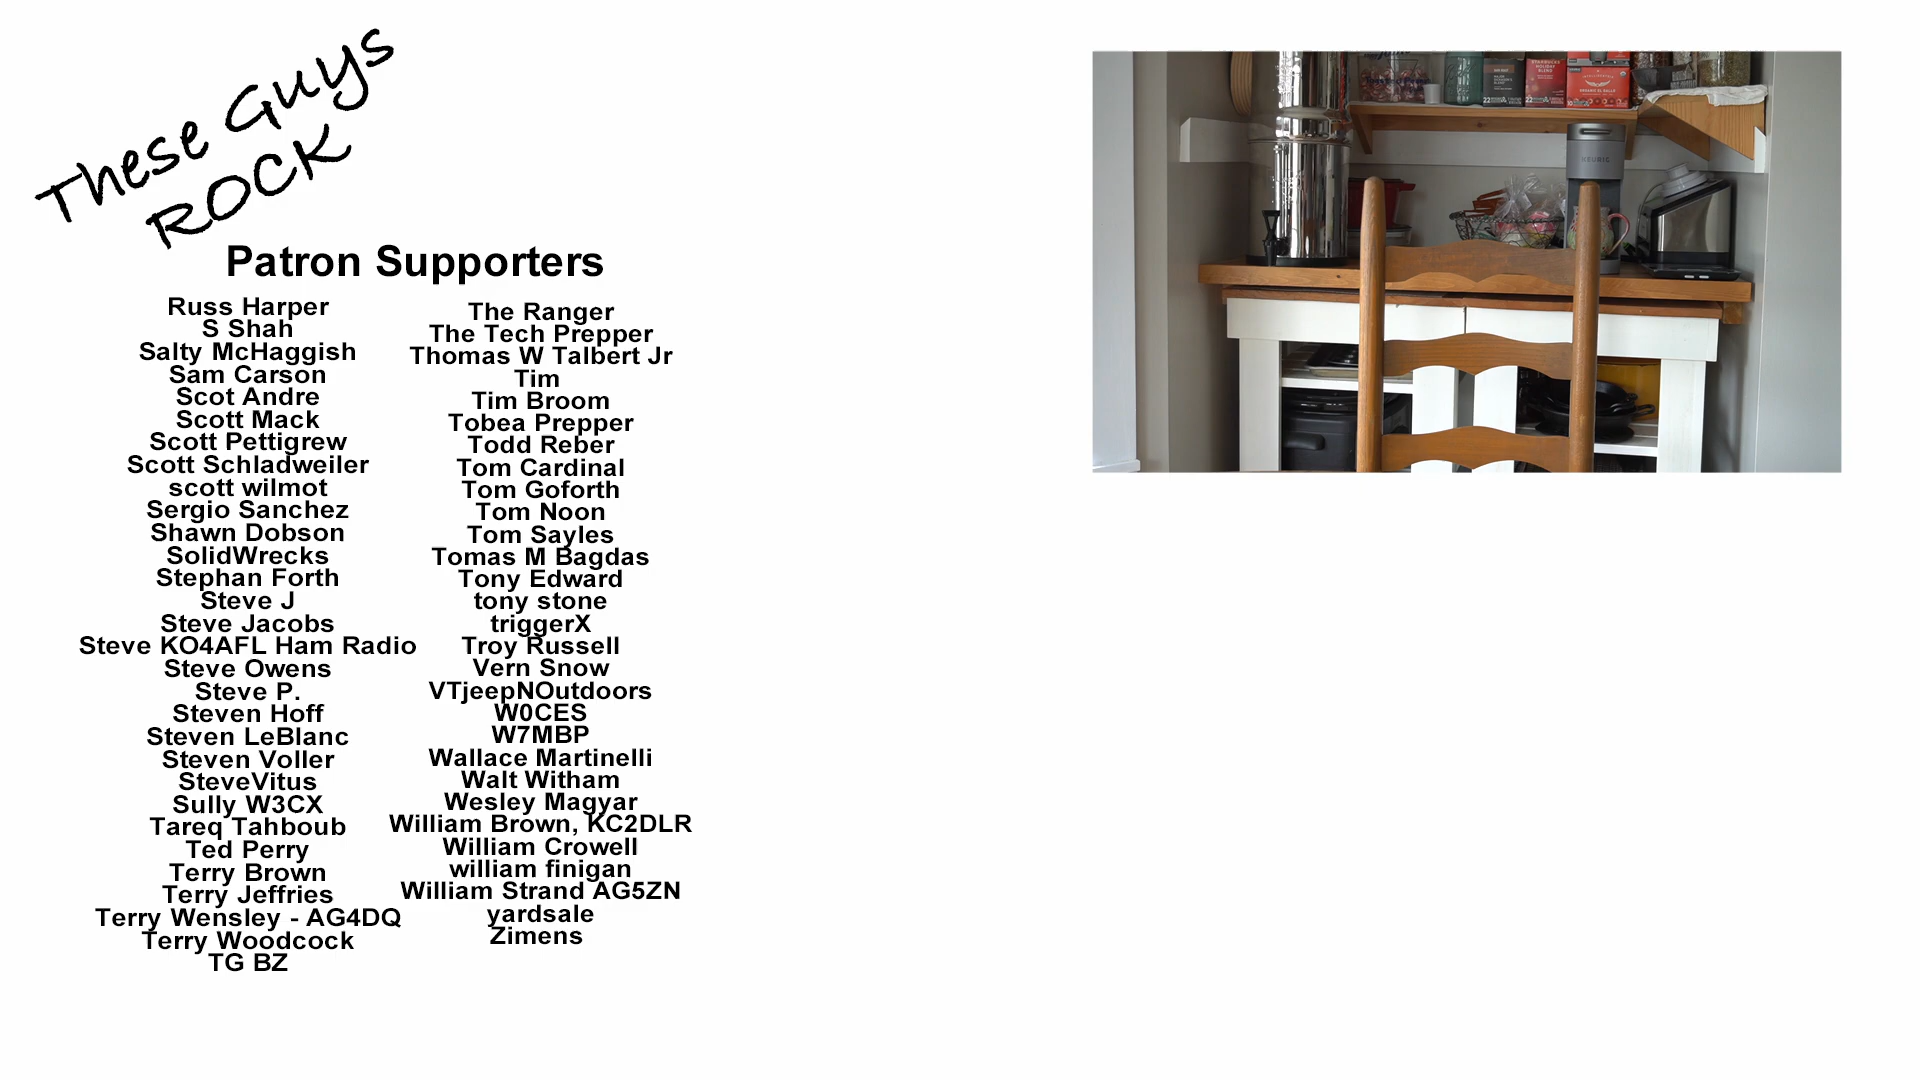 These Guys
ROCK
Patron Supporters
Russ Harper
S Shah
Salty McHaggish
Sam Carson
Scot Andre
Scott Mack
Scott Pettigrew
Scott Schladweiler
scott wilmot
Sergio Sanchez
Shawn Dobson
SolidWrecks
Stephan Forth
Steve J
Steve Jacobs
Steve KO4AFL Ham Radio
Steve Owens
Steve P.
Steven Hoff
Steven LeBlanc
Steven Voller
SteveVitus
Sully W3CX
Tareq Tahboub
Ted Perry
Terry Brown
Terry Jeffries
Terry Wensley - AG4DQ
Terry Woodcock
TG BZ
The Ranger
The Tech Prepper
Thomas W Talbert Jr
Tim
Tim Broom
Tobea Prepper
Todd Reber
Tom Cardinal
Tom Goforth
Tom Noon
Tom Sayles
Tomas M Bagdas
Tony Edward
tony stone
triggerX
Troy Russell
Vern Snow
VTjeepNOutdoors
W0CES
W7MBP
Wallace Martinelli
Walt Witham
Wesley Magyar
William Brown, KC2DLR
William Crowell
william finigan
William Strand AG5ZN
yardsale
Zimens
KEURIG